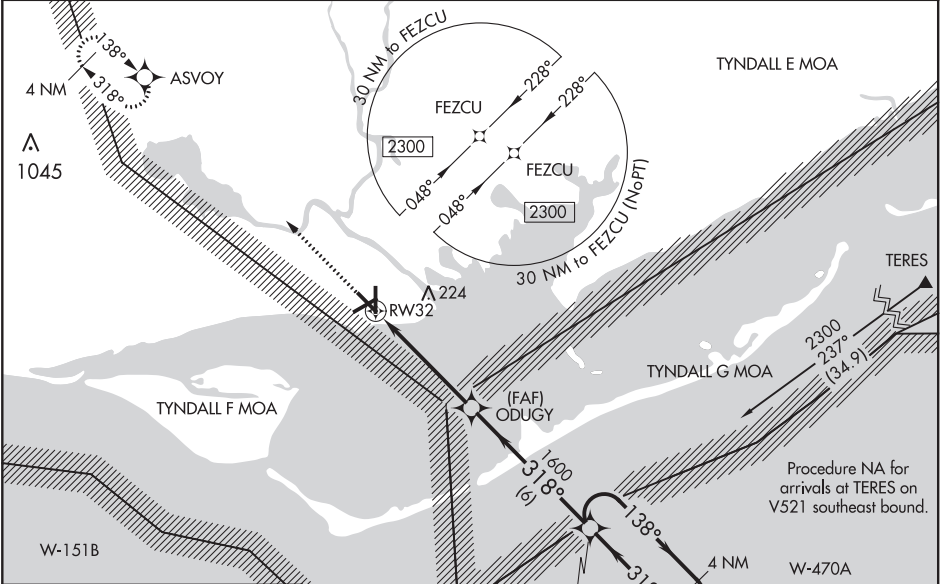 138°
318°
4 NM
ASVOY
1045
30 NM to FEZCU
228°
228°
FEZCU
2300
FEZCU
2300
048°
048°
30 NM to FEZCU (NoPT)
TYNDALL E MOA
TERES
224
RW32
2300
237°
(34.9)
TYNDALL G MOA
(FAF)
ODUGY
TYNDALL F MOA
1600
318°
(6)
Procedure NA for
arrivals at TERES on
V521 southeast bound.
138°
4 NM
W-151B
W-470A